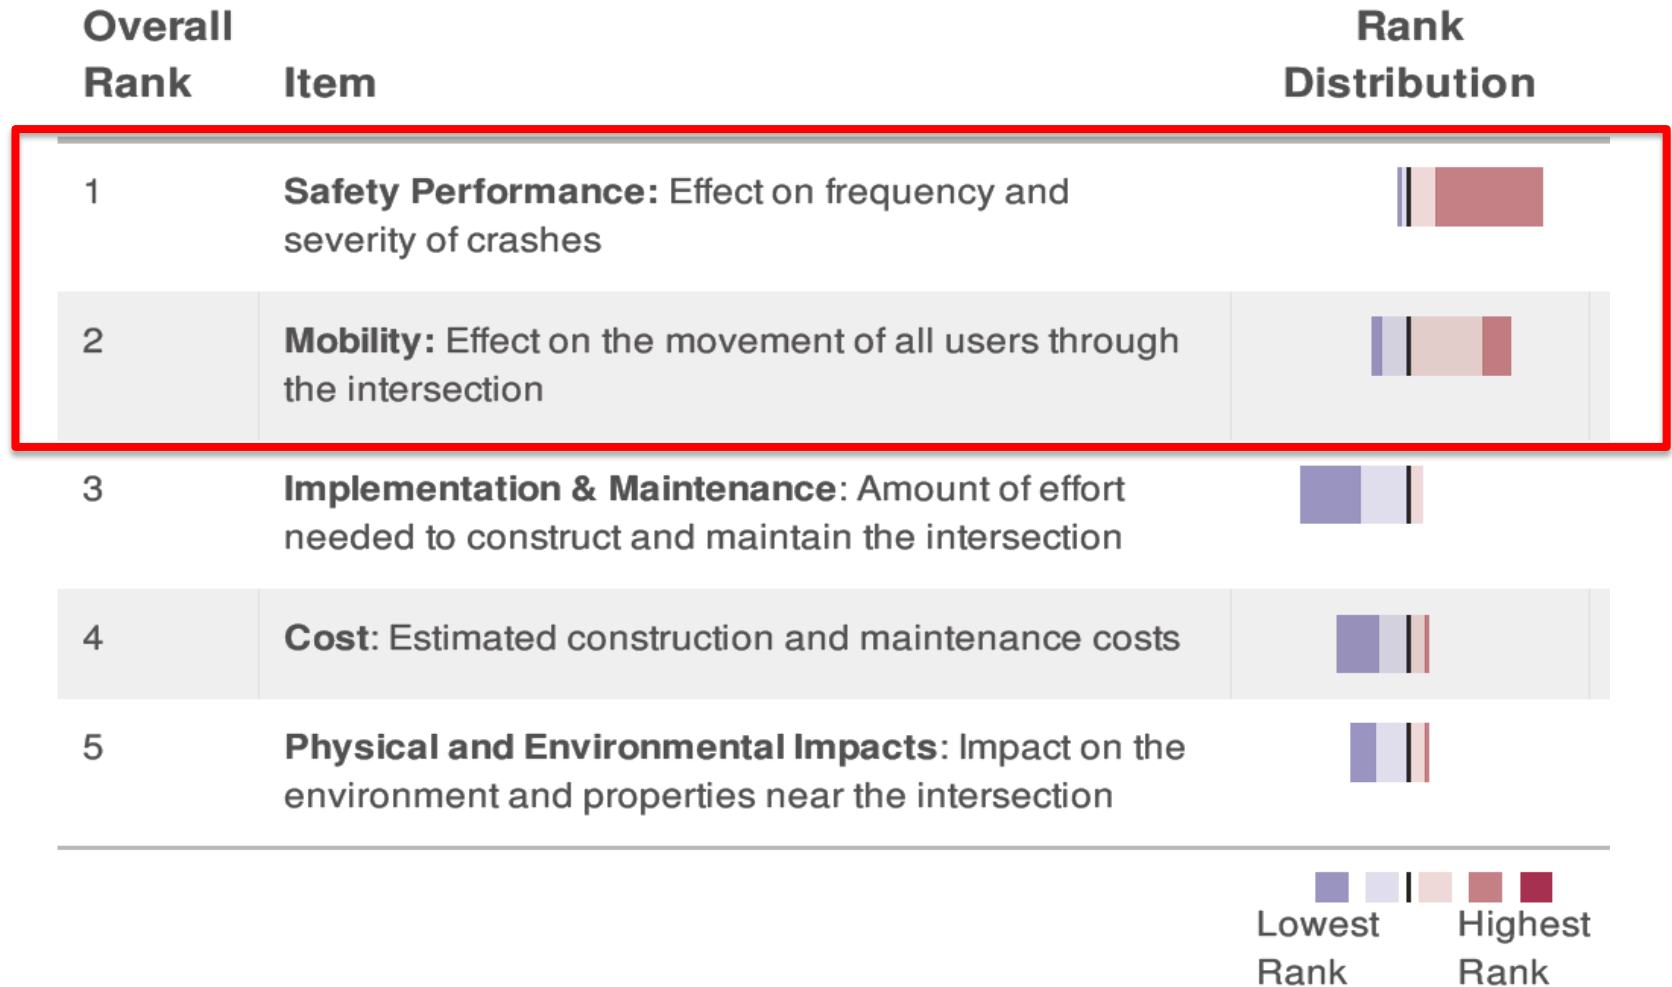 Overall
Rank
Item
Rank
Distribution
1
Safety Performance: Effect on frequency and
severity of crashes
2
Mobility: Effect on the movement of all users through
the intersection
3
Implementation & Maintenance: Amount of effort
needed to construct and maintain the intersection
4
Cost: Estimated construction and maintenance costs
5
Physical and Environmental Impacts: Impact on the
environment and properties near the intersection
Lowest
Rank
Highest
Rank